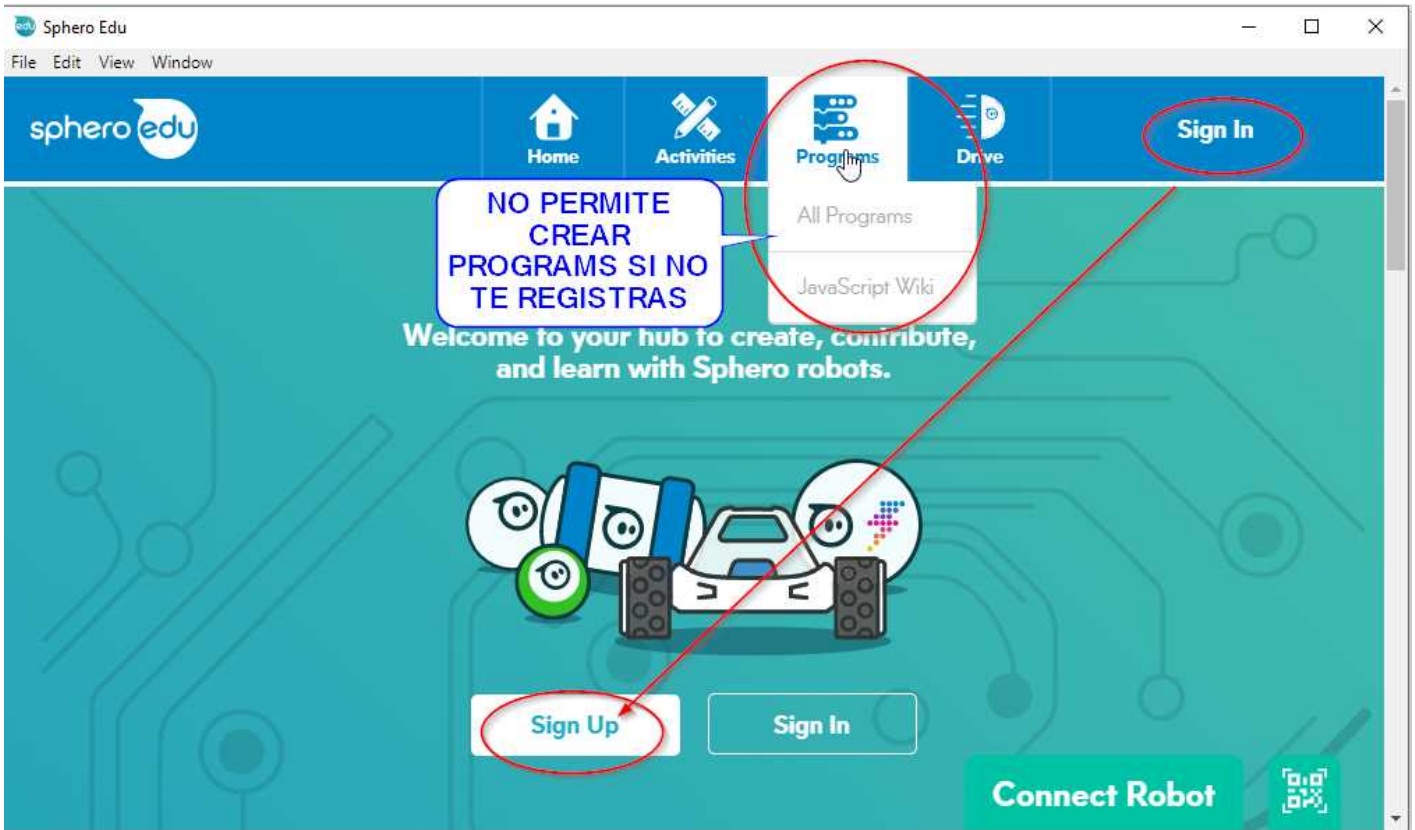 Sphero Edu
File Edit View Window
sphero edu
Home
Activities
Programs
Drive
Sign In
NO PERMITE
CREAR
PROGRAMS SI NO
TE REGISTRAS
All Programs
JavaScript Wiki
Welcome to your hub to create, contribute,
and learn with Sphero robots.
Sign Up
Sign In
Connect Robot